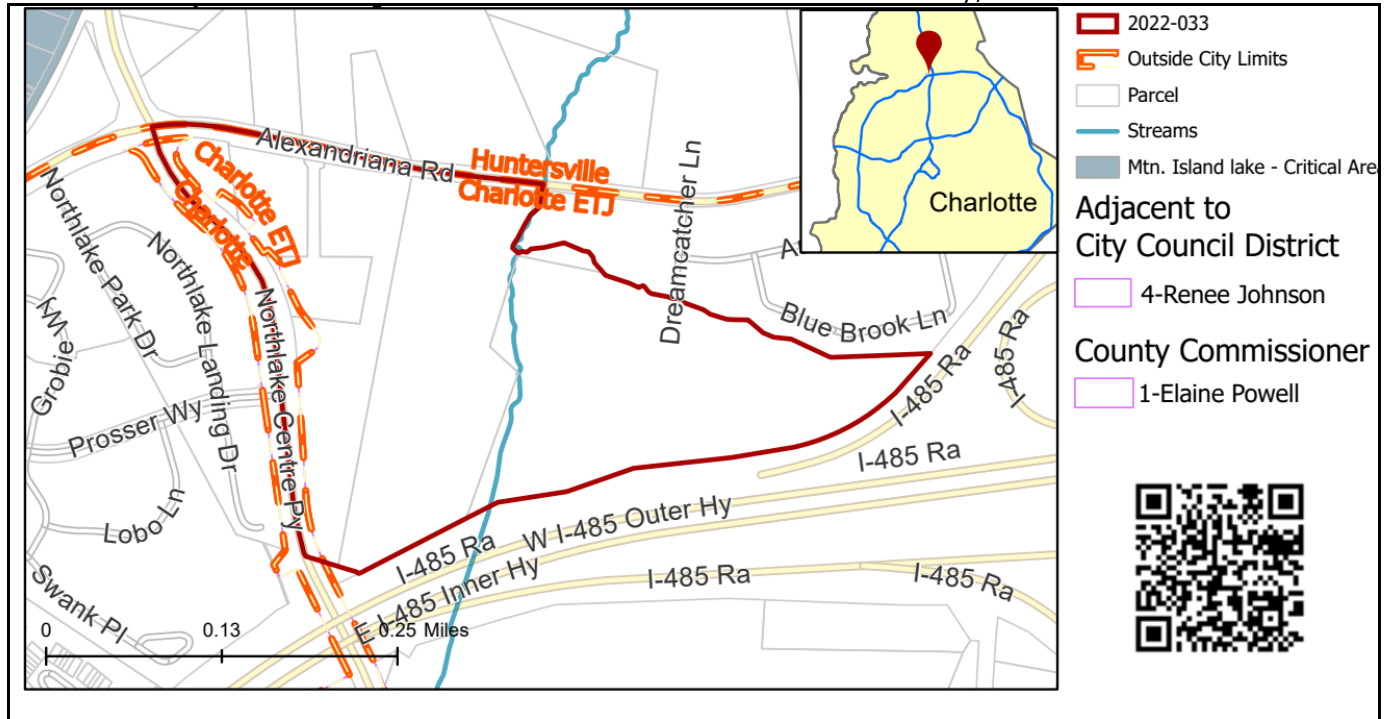 Alexandriana Rd
Huntersville
Charlotte ETJ
Charlotte ETJ
Charlotte
Dreamcatcher Ln
Blue Brook Ln
Northlake Park Dr
Northlake Landing Dr
Northlake Centre Py
Grobie Wy
Prosser Wy
Lobo Ln
Swank Pl
I-485 Ra
I-485 Ra
I-485 Ra
W I-485 Outer Hy
I-485 Ra
E I-485 Inner Hy
I-485 Ra
I-485 Ra
0 0.13 0.25 Miles
Charlotte
2022-033
Outside City Limits
Parcel
Streams
Mtn. Island lake - Critical Are
Adjacent to
City Council District
4-Renee Johnson
County Commissioner
1-Elaine Powell